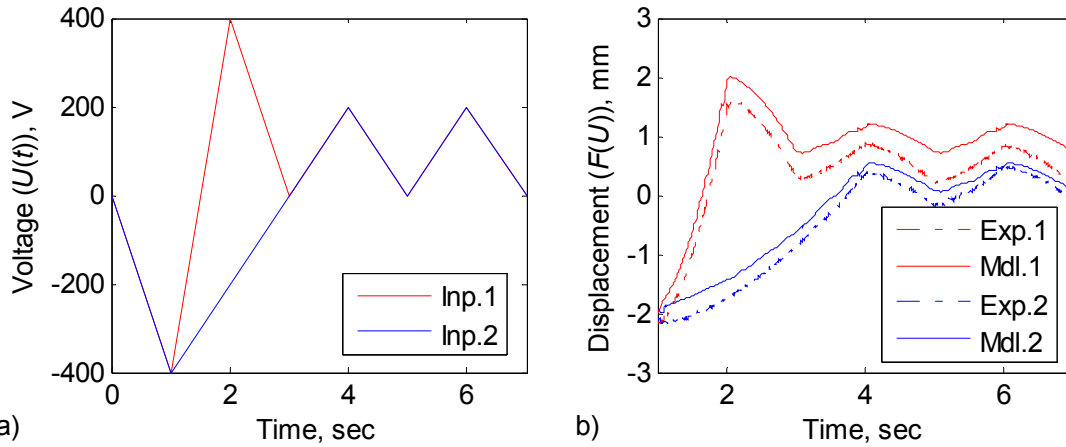 400
200
0
-200
-400
Voltage (U(t)), V
0 2 4 6
Time, sec
Inp.1
Inp.2
a)
3
2
1
0
-1
-2
-3
Displacement (F(U)), mm
2 4 6
Time, sec
Exp.1
Mdl.1
Exp.2
Mdl.2
b)